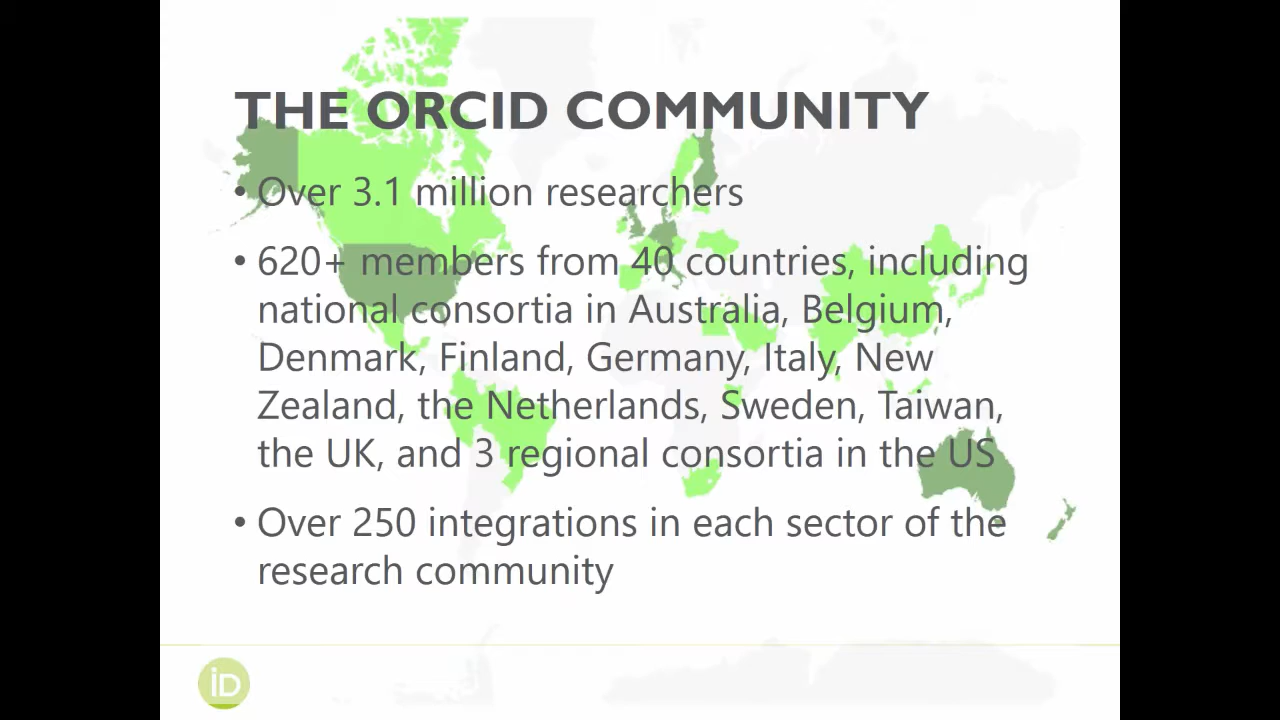 THE ORCID COMMUNITY
• Over 3.1 million researchers
• 620+ members from 40 countries, including
national consortia in Australia, Belgium,
Denmark, Finland, Germany, Italy, New
Zealand, the Netherlands, Sweden, Taiwan,
the UK, and 3 regional consortia in the US
• Over 250 integrations in each sector of the
research community
iD